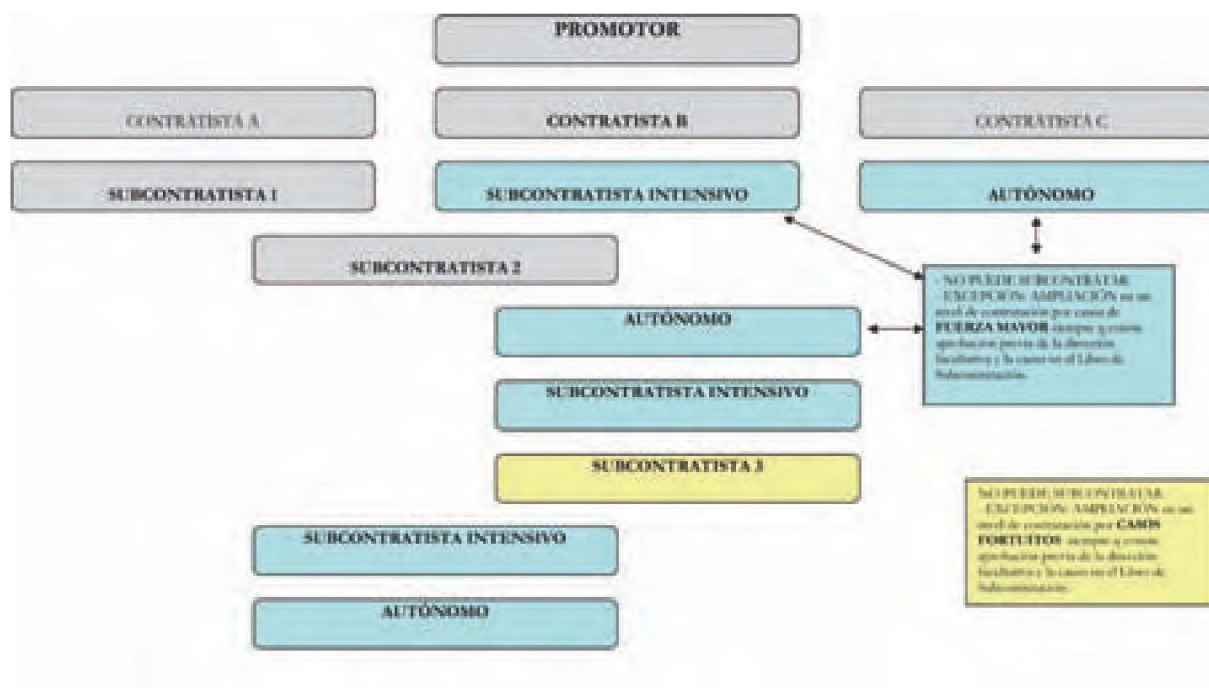 PROMOTOR
CONTRATISTA A
CONTRATISTA B
CONTRATISTA C
SUBCONTRATISTA 1
SUBCONTRATISTA INTENSIVO
AUTÓNOMO
SUBCONTRATISTA 2
- NO PUEDE SUBCONTRATAR
- EXCEPCIÓN: AMPLIACIÓN en un
nivel de contratación por causa de
FUERZA MAYOR siempre q conste
aprobación previa de la dirección
facultativa y la causa en el Libro de
Subcontratación.
AUTÓNOMO
SUBCONTRATISTA INTENSIVO
SUBCONTRATISTA 3
NO PUEDE SUBCONTRATAR
- EXCEPCIÓN: AMPLIACIÓN en un
nivel de contratación por CASOS
FORTUITOS siempre q conste
aprobación previa de la dirección
facultativa y la causa en el Libro de
Subcontratación.
SUBCONTRATISTA INTENSIVO
AUTÓNOMO